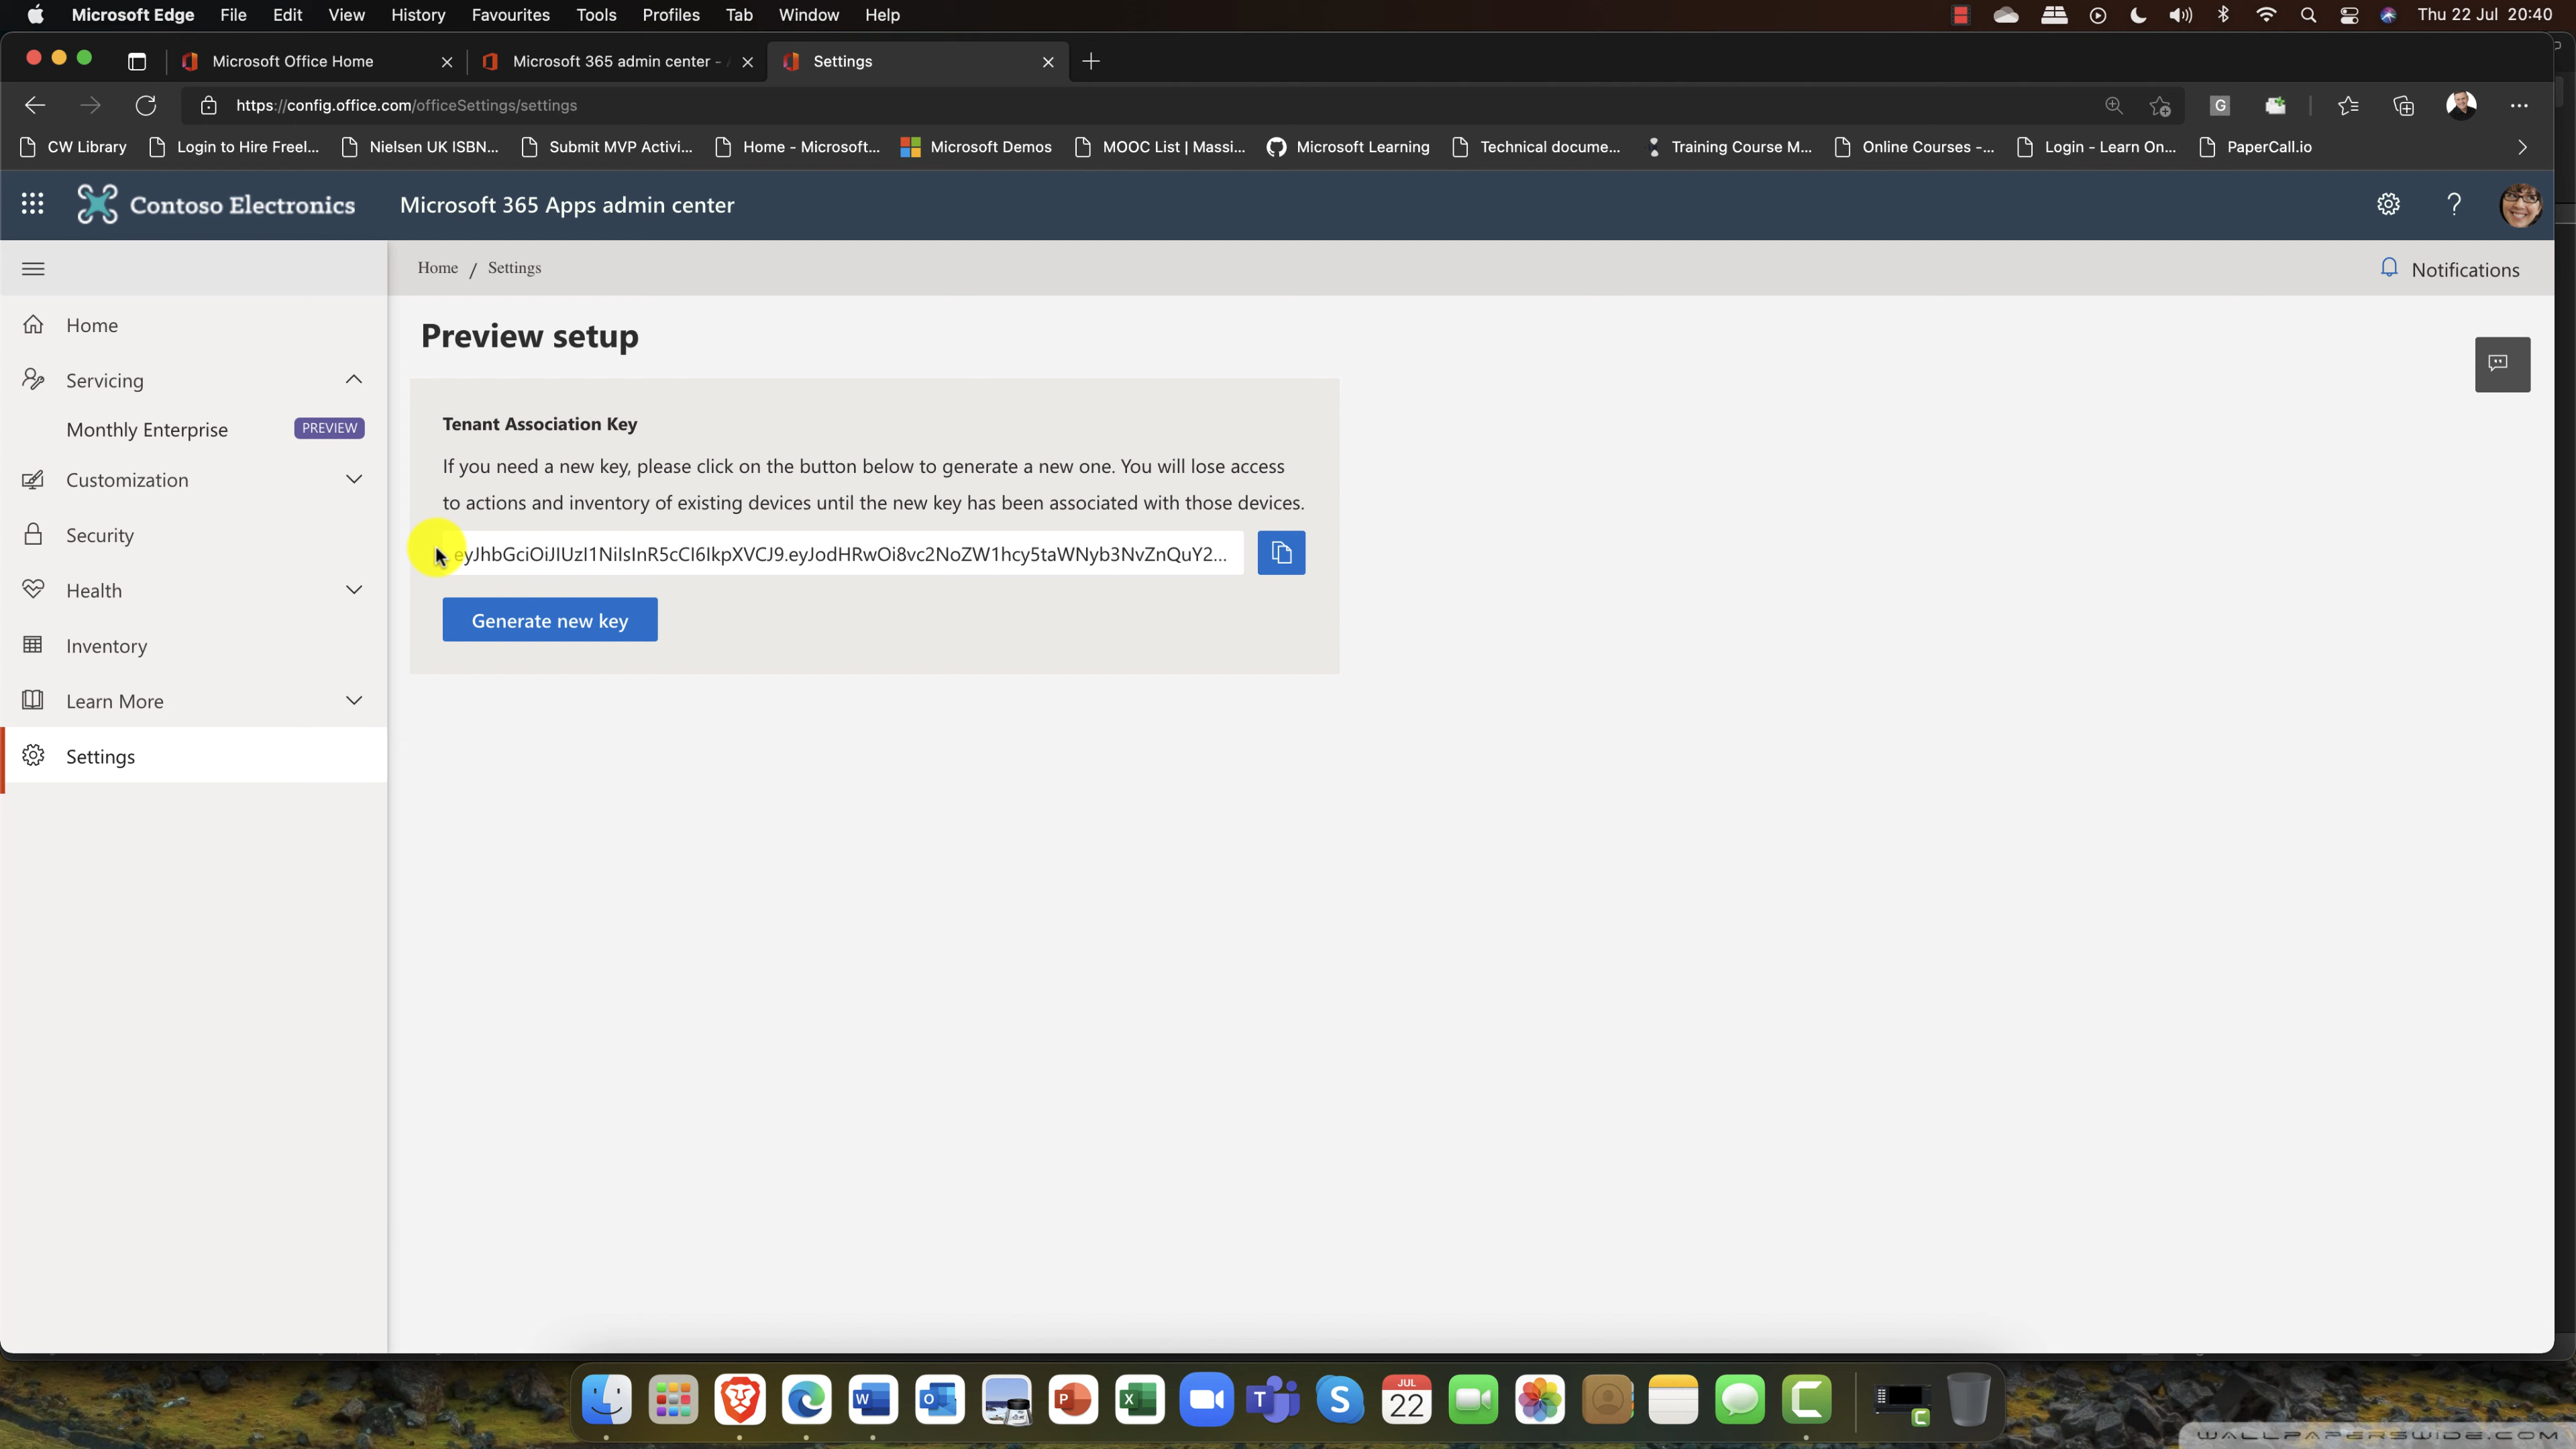 Microsoft Edge File Edit View History Favourites Tools Profiles Tab Window Help Thu 22 Jul 20:40
Microsoft Office Home Microsoft 365 admin center - Settings
https://config.office.com/officeSettings/settings
CW Library Login to Hire Freel... Nielsen UK ISBN... Submit MVP Activi... Home - Microsoft... Microsoft Demos MOOC List | Massi... Microsoft Learning Technical docume... Training Course M... Online Courses -... Login - Learn On... PaperCall.io
Contoso Electronics Microsoft 365 Apps admin center
Home / Settings
Notifications
Home
Servicing
Monthly Enterprise PREVIEW
Customization
Security
Health
Inventory
Learn More
Settings
Preview setup
Tenant Association Key
If you need a new key, please click on the button below to generate a new one. You will lose access
to actions and inventory of existing devices until the new key has been associated with those devices.
eyJhbGciOiJIUzI1NiIsInR5cCI6IkpXVCJ9.eyJodHRwOi8vc2NoZW1hcy5taWNyb3NvZnQuY2...
Generate new key
JUL
22
WALLPAPERSWIDE.COM